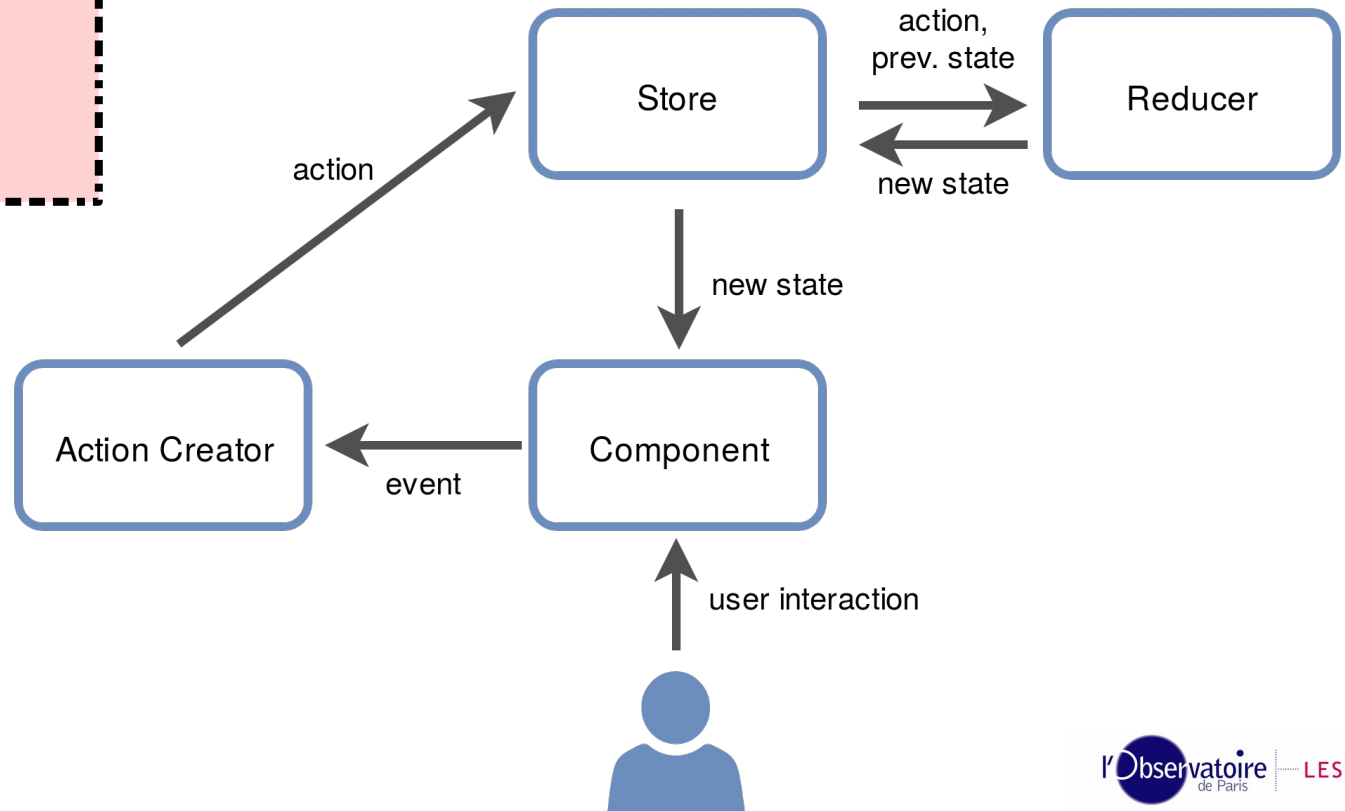 action,
prev. state
Store
Reducer
action
new state
new state
Action Creator
Component
event
user interaction
l'Observatoire
de Paris
LES